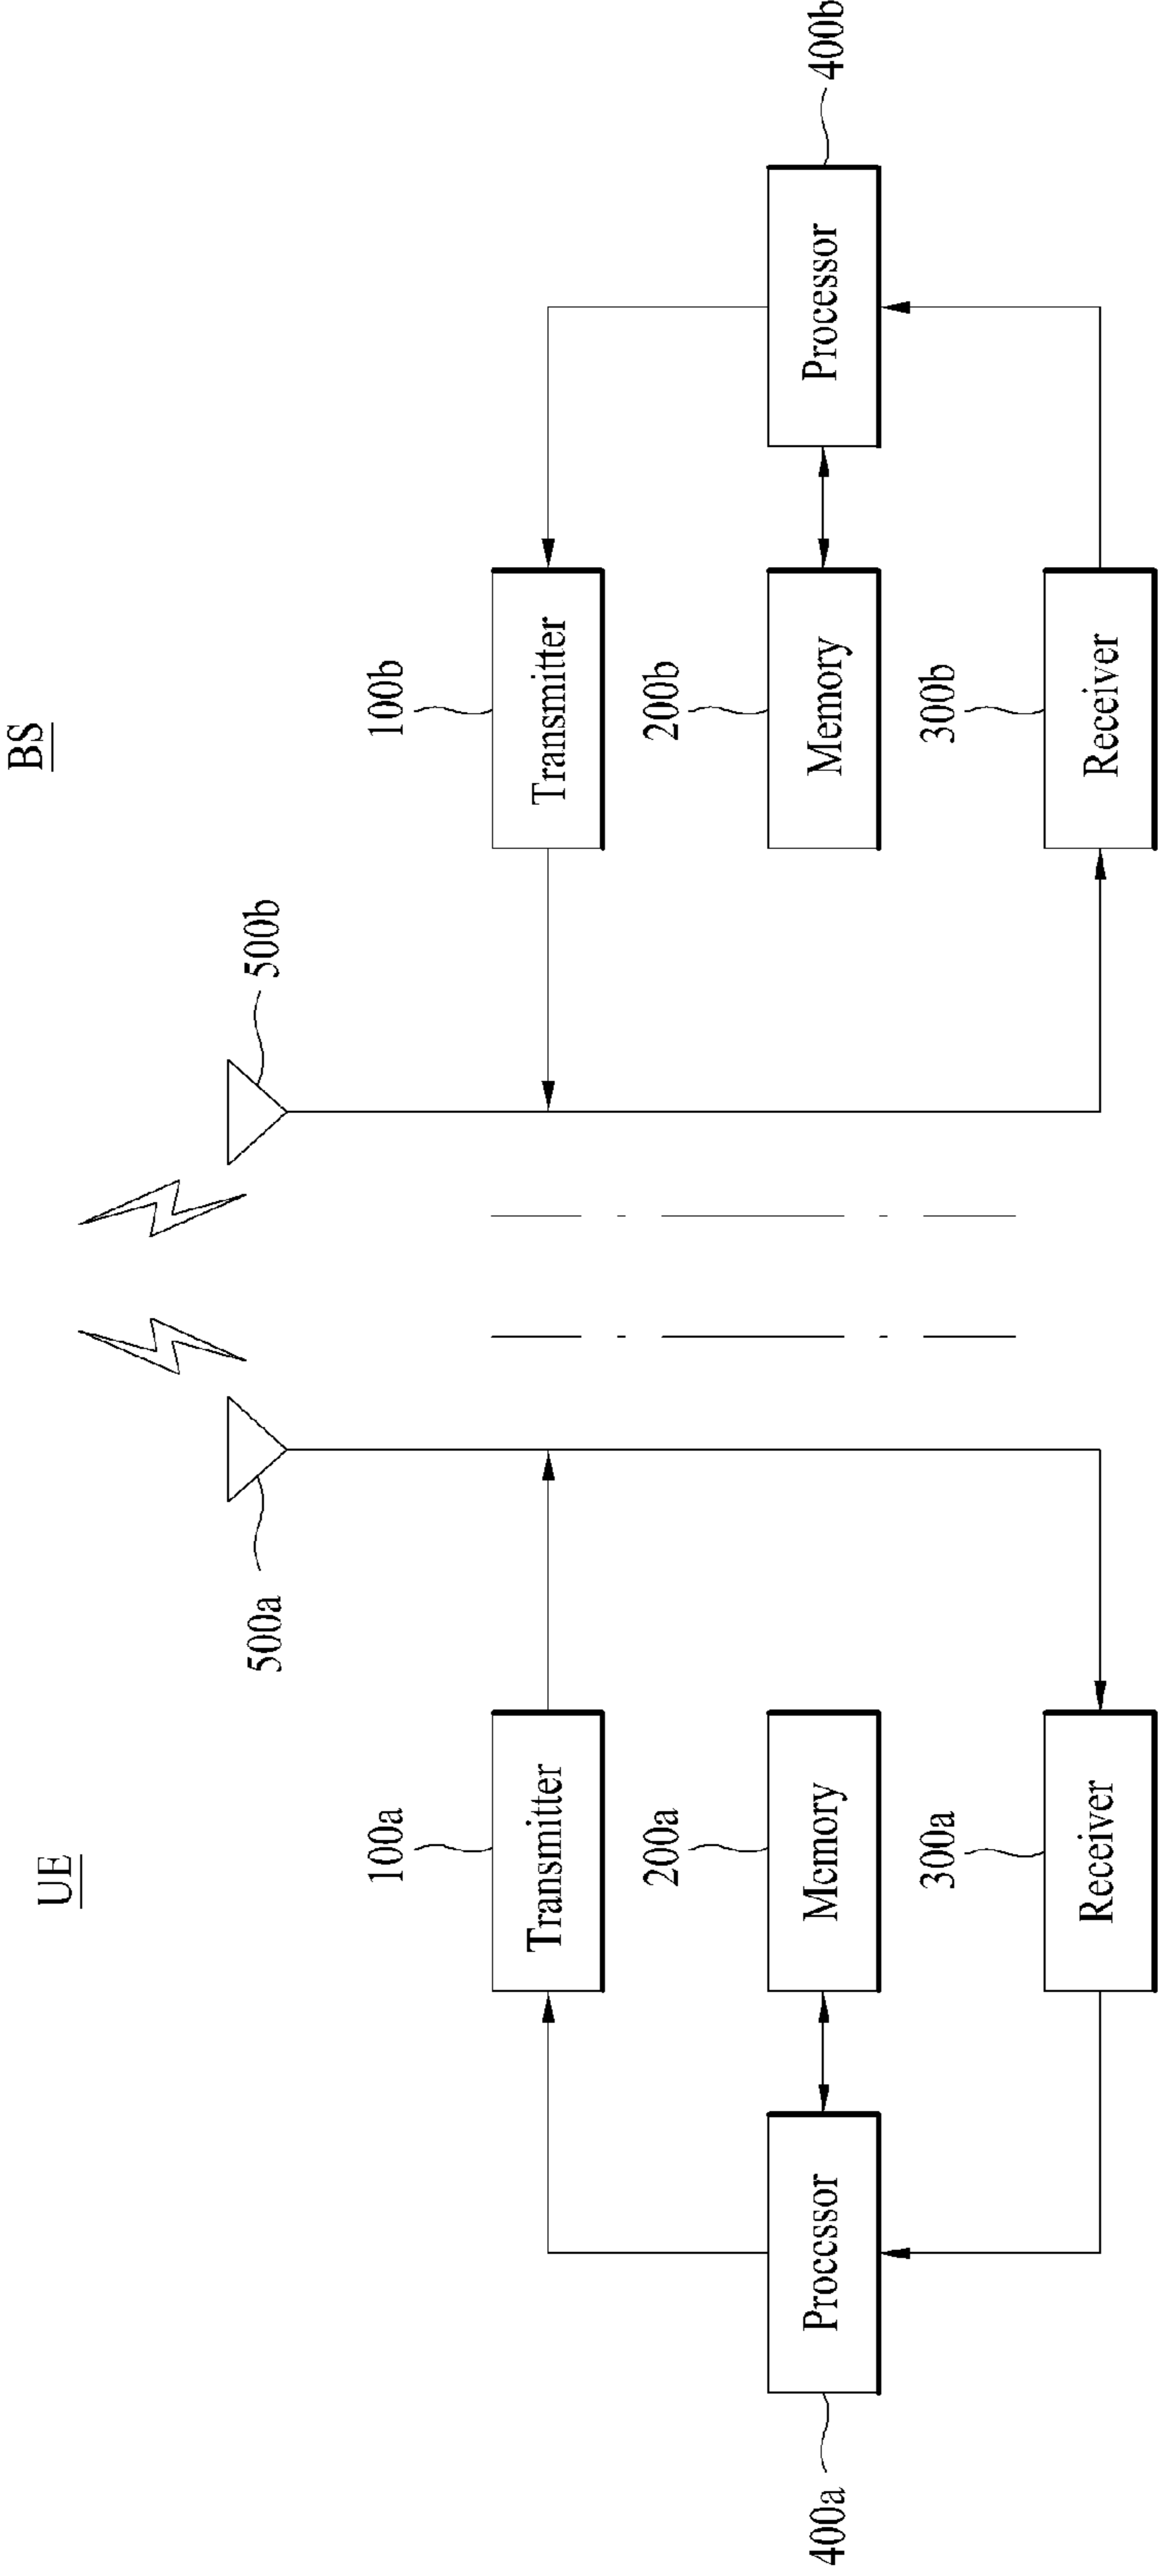 UE
BS
500a
500b
100a
Transmitter
100b
Transmitter
400a
Processor
200a
Memory
200b
Memory
Processor
400b
300a
Receiver
300b
Receiver